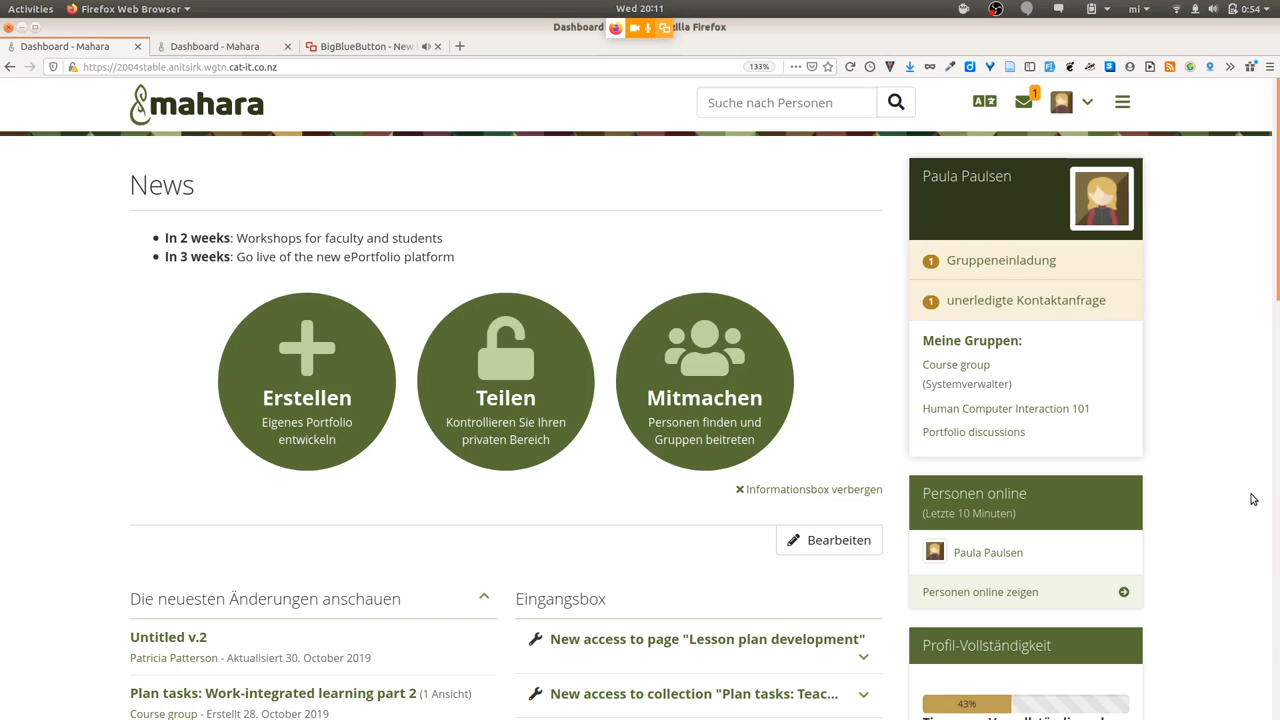 Activities
Firefox Web Browser
Wed 20:11
mi
0:54
Dashboard
zilla Firefox
Dashboard - Mahara
Dashboard - Mahara
BigBlueButton - New
https://2004stable.anitsirk.wgtn.cat-it.co.nz
133%
mahara
Suche nach Personen
1
News
In 2 weeks: Workshops for faculty and students
In 3 weeks: Go live of the new ePortfolio platform
Erstellen
Eigenes Portfolio
entwickeln
Teilen
Kontrollieren Sie Ihren
privaten Bereich
Mitmachen
Personen finden und
Gruppen beitreten
Informationsbox verbergen
Bearbeiten
Die neuesten Änderungen anschauen
Untitled v.2
Patricia Patterson - Aktualisiert 30. October 2019
Plan tasks: Work-integrated learning part 2 (1 Ansicht)
Course group - Erstellt 28. October 2019
Eingangsbox
New access to page "Lesson plan development"
New access to collection "Plan tasks: Teac...
Paula Paulsen
1 Gruppeneinladung
1 unerledigte Kontaktanfrage
Meine Gruppen:
Course group
(Systemverwalter)
Human Computer Interaction 101
Portfolio discussions
Personen online
(Letzte 10 Minuten)
Paula Paulsen
Personen online zeigen
Profil-Vollständigkeit
43%